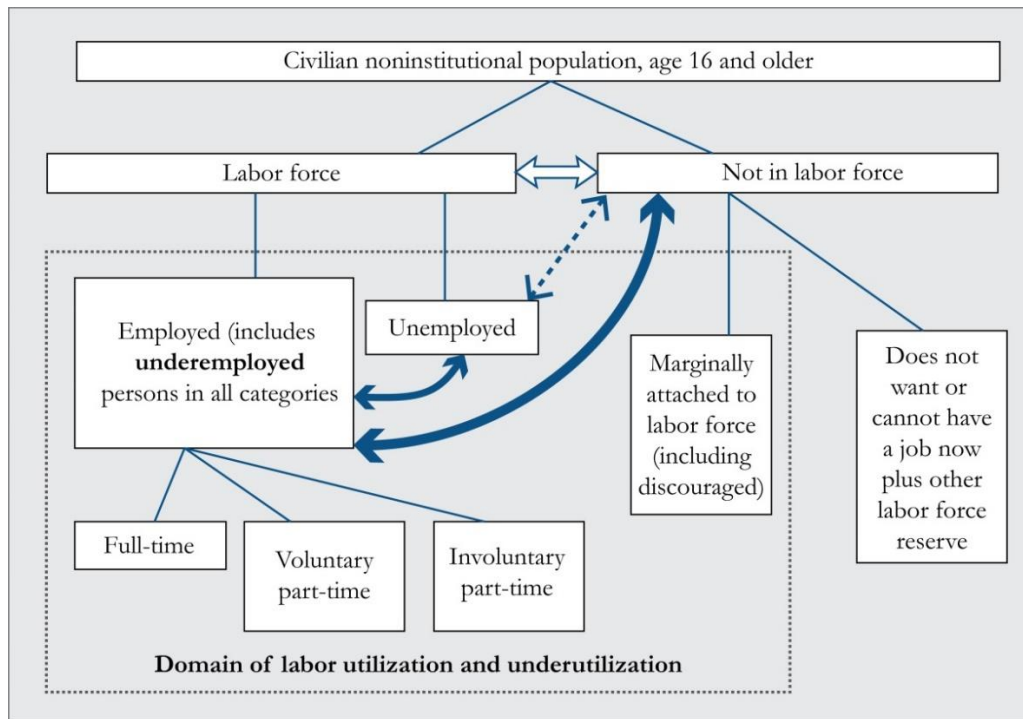 Civilian noninstitutional population, age 16 and older
Labor force
Not in labor force
Employed (includes
underemployed
persons in all categories
Unemployed
Marginally
attached to
labor force
(including
discouraged)
Does not
want or
cannot have
a job now
plus other
labor force
reserve
Full-time
Voluntary
part-time
Involuntary
part-time
Domain of labor utilization and underutilization